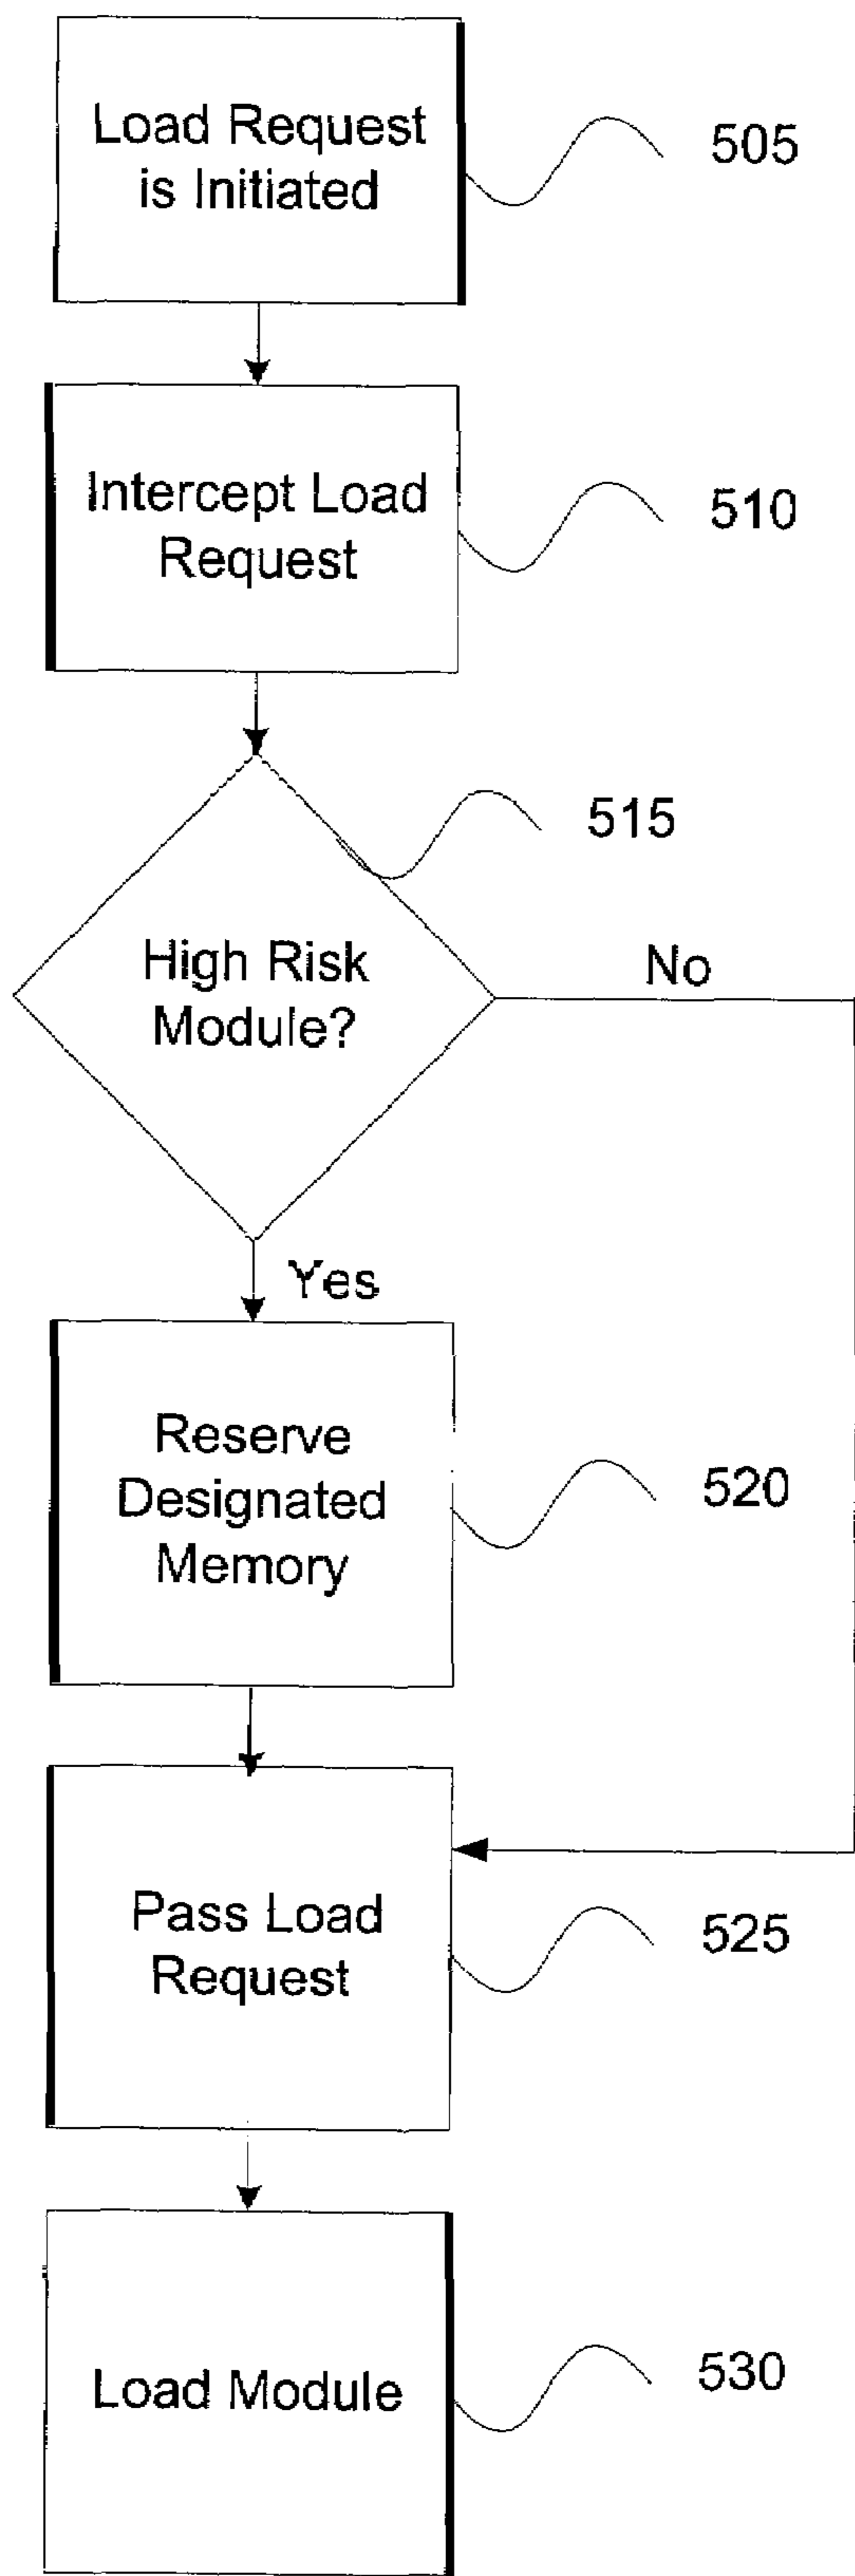 Load Request
is Initiated
505
Intercept Load
Request
510
515
High Risk
Module?
No
Yes
Reserve
Designated
Memory
520
Pass Load
Request
525
Load Module
530